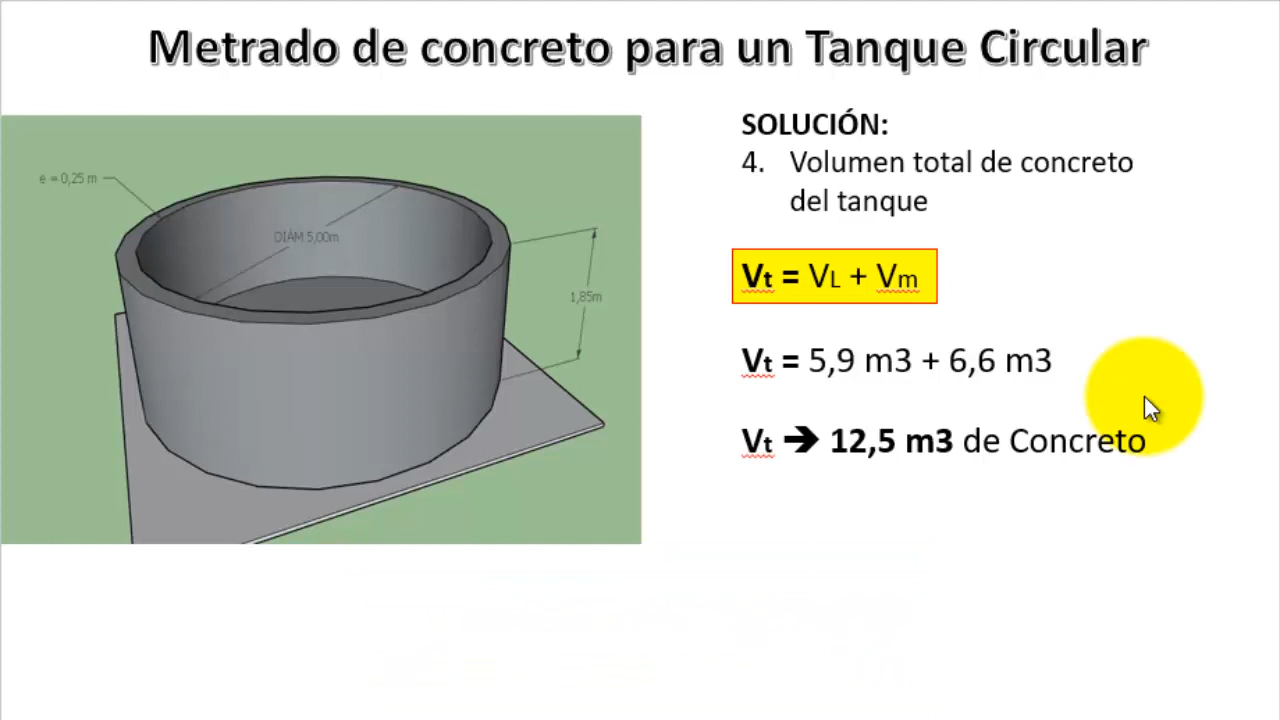 Metrado de concreto para un Tanque Circular
e = 0,25 m
DIÁM 5,00m
1,85m
SOLUCIÓN:
4. Volumen total de concreto
del tanque
Vt = VL + Vm
Vt = 5,9 m3 + 6,6 m3
Vt ➔ 12,5 m3 de Concreto